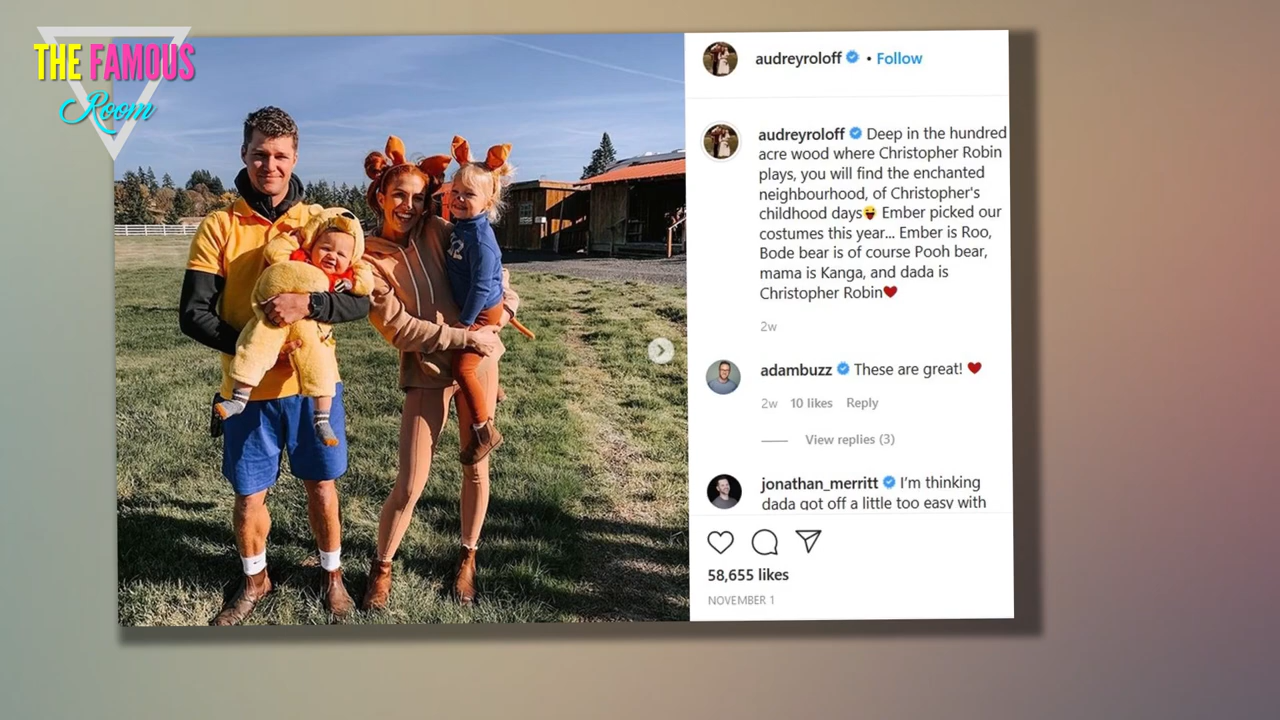 THE FAMOUS
Room
audreyroloff • Follow
audreyroloff Deep in the hundred
acre wood where Christopher Robin
plays, you will find the enchanted
neighbourhood, of Christopher's
childhood days😜 Ember picked our
costumes this year... Ember is Roo,
Bode bear is of course Pooh bear,
mama is Kanga, and dada is
Christopher Robin❤️
2w
adambuzz These are great! ❤️
2w 10 likes Reply
View replies (3)
jonathan_merritt I'm thinking
dada got off a little too easy with
58,655 likes
NOVEMBER 1